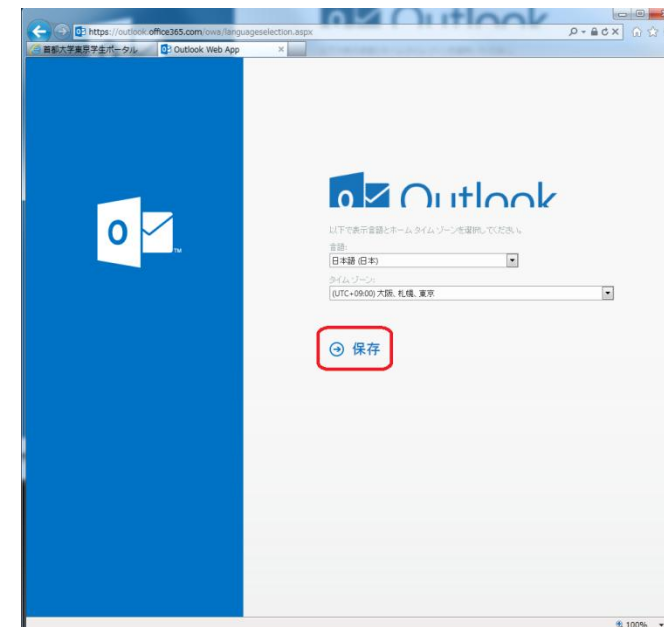 https://outlook.office365.com/owa/languageselection.aspx
首都大学東京学生ポータル
Outlook Web App
Outlook
以下で表示言語とホーム タイム ゾーンを選択してください。
言語:
日本語 (日本)
タイム ゾーン:
(UTC+09:00) 大阪、札幌、東京
保存
100%